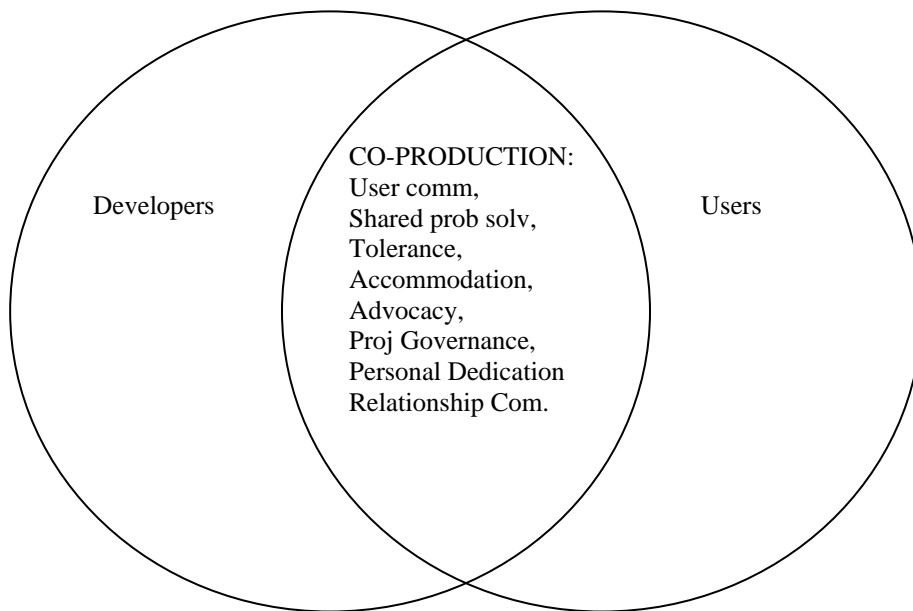 CO-PRODUCTION:
User comm,
Developers
Users
Shared prob solv,
Tolerance,
Accommodation,
Advocacy,
Proj Governance,
Personal Dedication
Relationship Com.